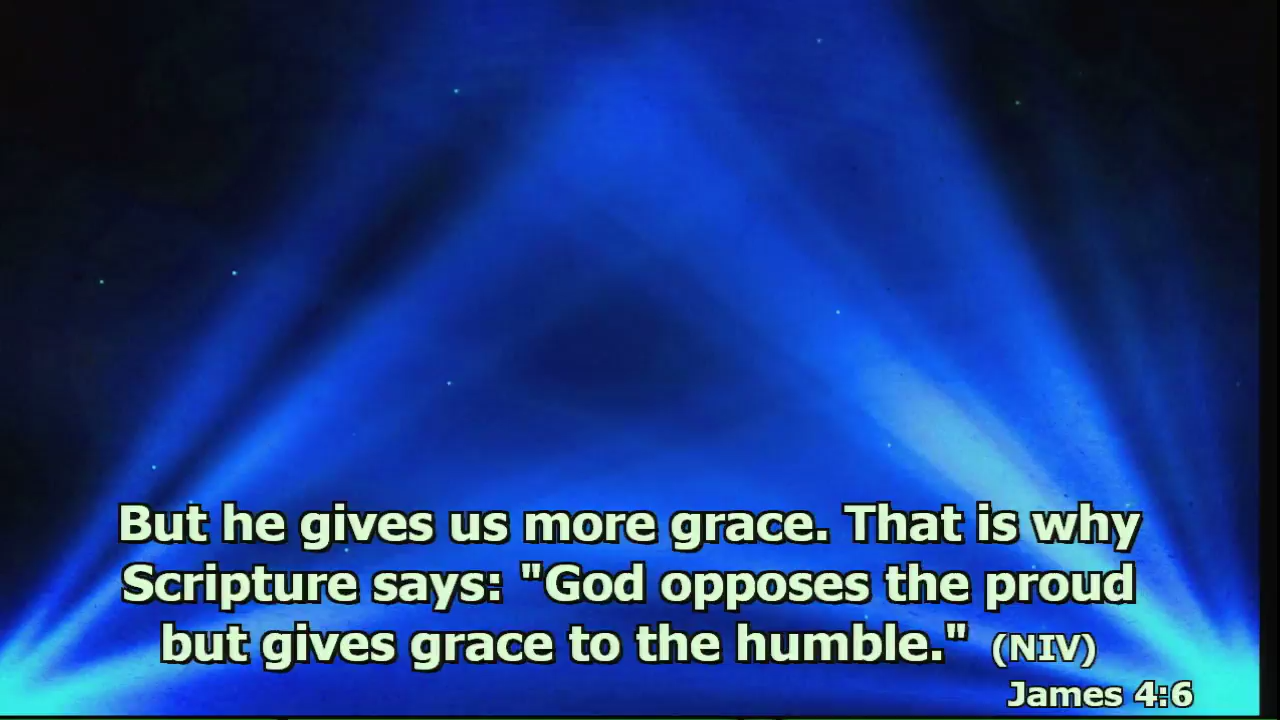 But he gives us more grace. That is why
Scripture says: "God opposes the proud
but gives grace to the humble." (NIV)
James 4:6